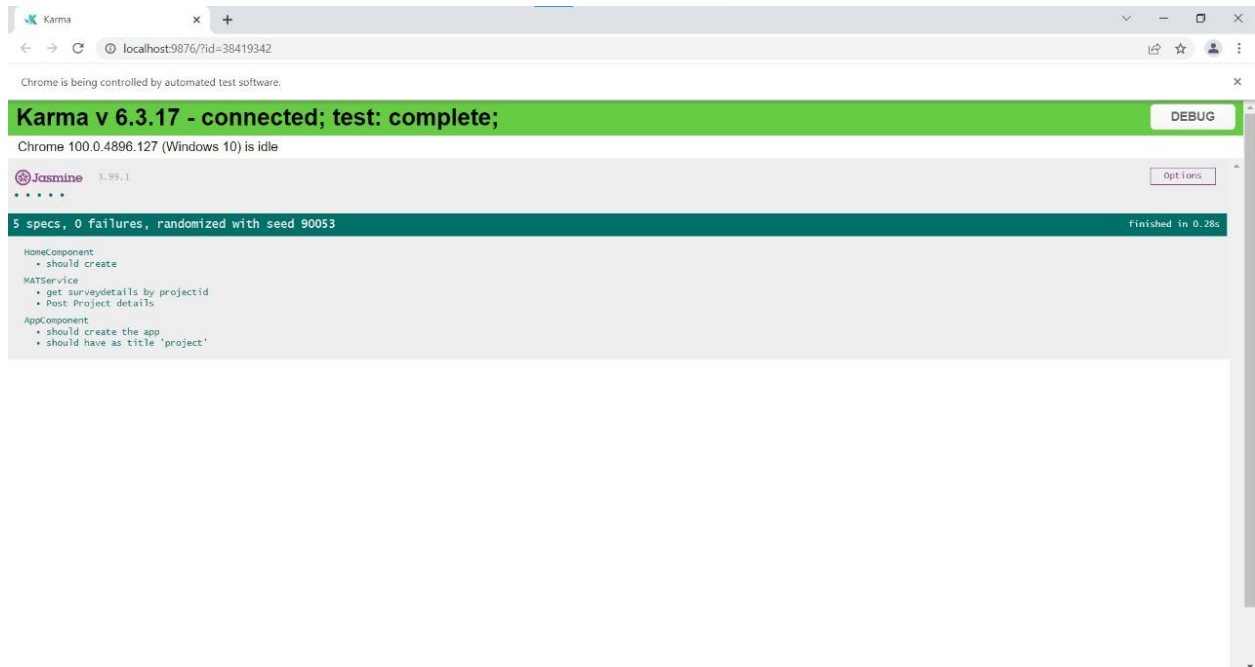 Karma
localhost:9876/?id=38419342
Chrome is being controlled by automated test software.
Karma v 6.3.17 - connected; test: complete;
DEBUG
Chrome 100.0.4896.127 (Windows 10) is idle
Jasmine 3.99.1
Options
5 specs, 0 failures, randomized with seed 90053
finished in 0.28s
HomeComponent
• should create
MATService
• get surveydetails by projectid
• Post Project details
AppComponent
• should create the app
• should have as title 'project'